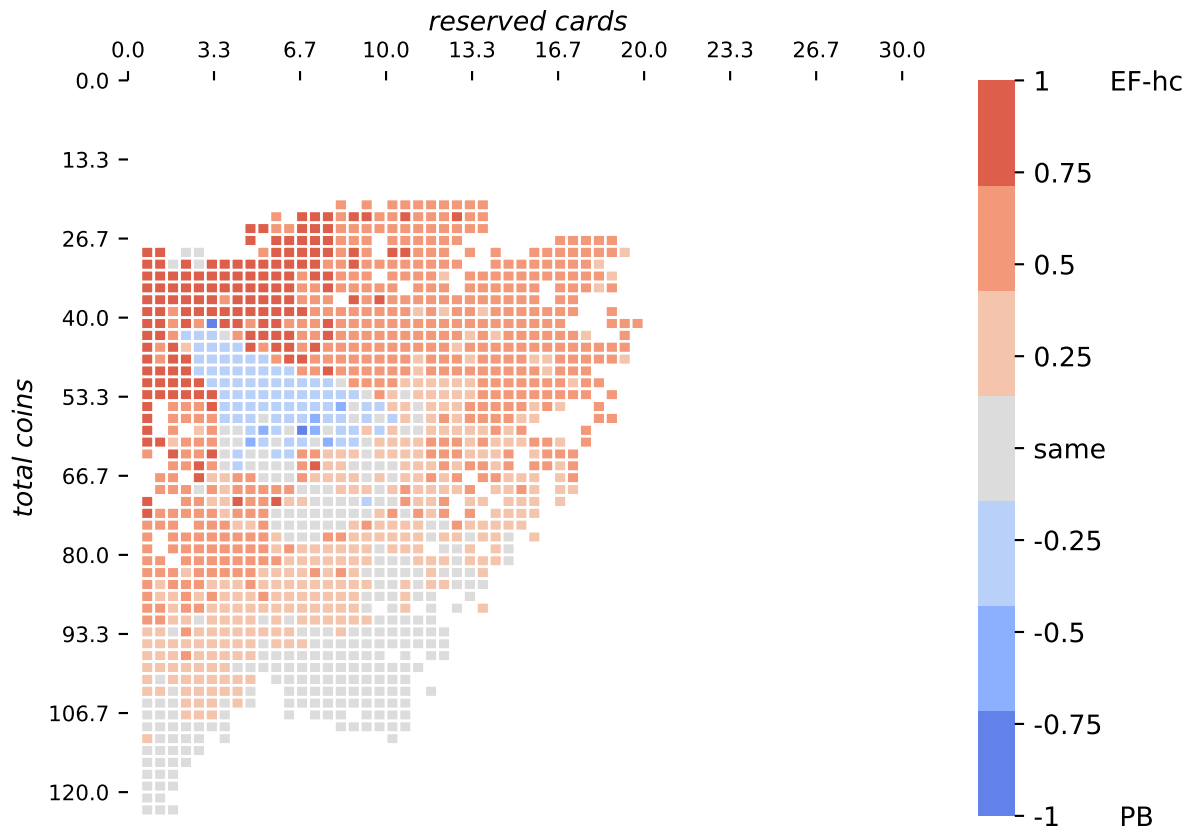 reserved cards
0.0 3.3 6.7 10.0 13.3 16.7 20.0 23.3 26.7 30.0
total coins
0.0
13.3
26.7
40.0
53.3
66.7
80.0
93.3
106.7
120.0
1 EF-hc
0.75
0.5
0.25
same
-0.25
-0.5
-0.75
-1 PB